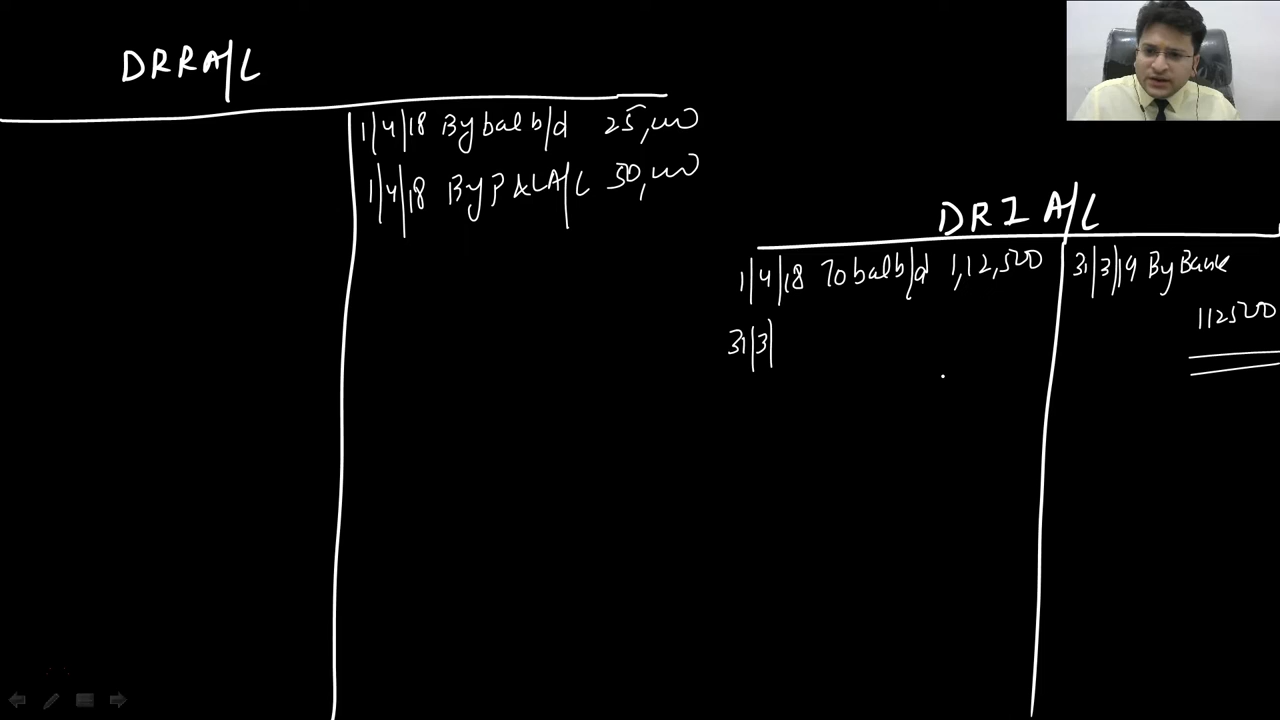 DRR A/C
1/4/18 By bal b/d 25,000
1/4/18 By P & L A/C 50,000
DRI A/C
1/4/18 To bal b/d 1,12,500
31/3/19 By Bank
112500
31/3/